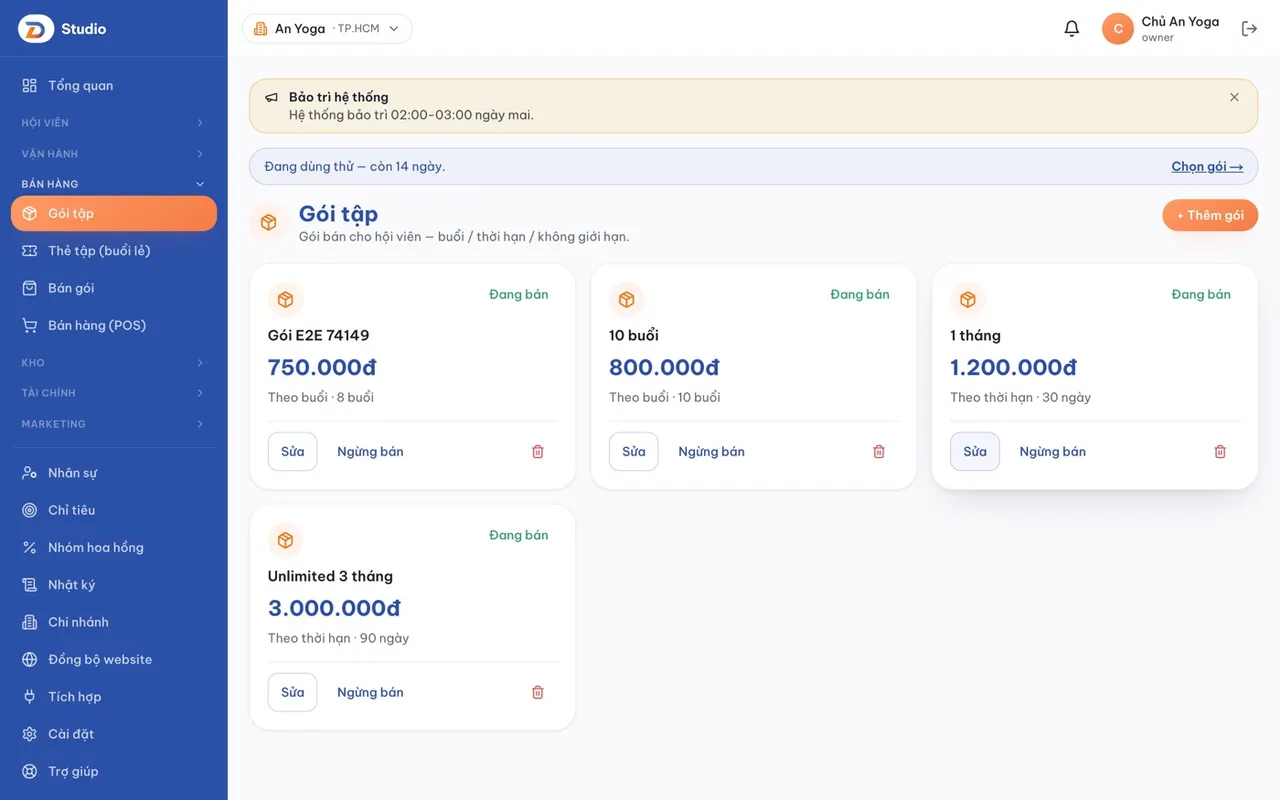 Studio
Tổng quan
HỘI VIÊN
VẬN HÀNH
BÁN HÀNG
Gói tập
Thẻ tập (buổi lẻ)
Bán gói
Bán hàng (POS)
KHO
TÀI CHÍNH
MARKETING
Nhân sự
Chỉ tiêu
Nhóm hoa hồng
Nhật ký
Chi nhánh
Đồng bộ website
Tích hợp
Cài đặt
Trợ giúp
An Yoga · TP.HCM
C
Chủ An Yoga
owner
Bảo trì hệ thống
Hệ thống bảo trì 02:00-03:00 ngày mai.
Đang dùng thử — còn 14 ngày.
Chọn gói →
Gói tập
Gói bán cho hội viên — buổi / thời hạn / không giới hạn.
+ Thêm gói
Đang bán
Gói E2E 74149
750.000đ
Theo buổi · 8 buổi
Sửa
Ngừng bán
Đang bán
10 buổi
800.000đ
Theo buổi · 10 buổi
Sửa
Ngừng bán
Đang bán
1 tháng
1.200.000đ
Theo thời hạn · 30 ngày
Sửa
Ngừng bán
Đang bán
Unlimited 3 tháng
3.000.000đ
Theo thời hạn · 90 ngày
Sửa
Ngừng bán